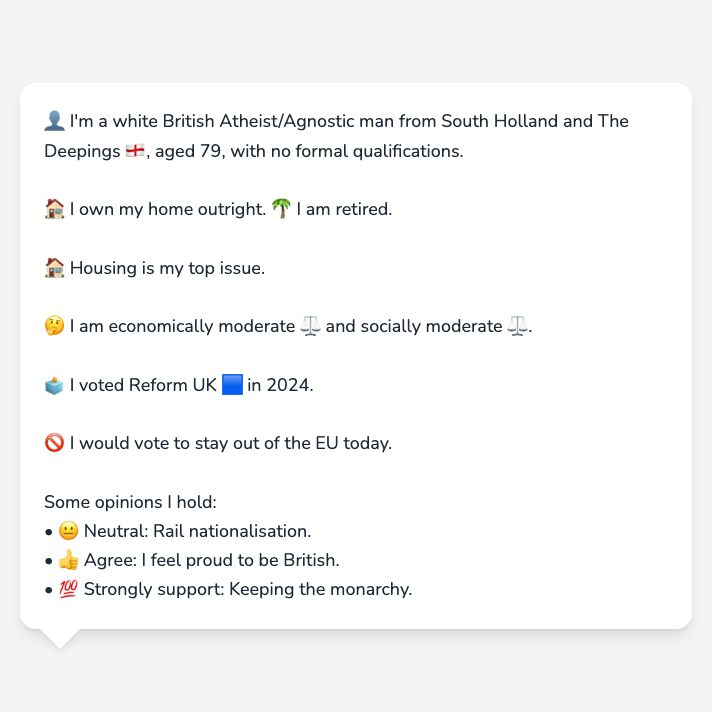 👤 I'm a white British Atheist/Agnostic man from South Holland and The
Deepings 🏴󠁧󠁢󠁥󠁮󠁧󠁿, aged 79, with no formal qualifications.
🏠 I own my home outright. 🌴 I am retired.
🏠 Housing is my top issue.
🤔 I am economically moderate ⚖️ and socially moderate ⚖️.
🗳️ I voted Reform UK 🟦 in 2024.
🚫 I would vote to stay out of the EU today.
Some opinions I hold:
• 😐 Neutral: Rail nationalisation.
• 👍 Agree: I feel proud to be British.
• 💯 Strongly support: Keeping the monarchy.